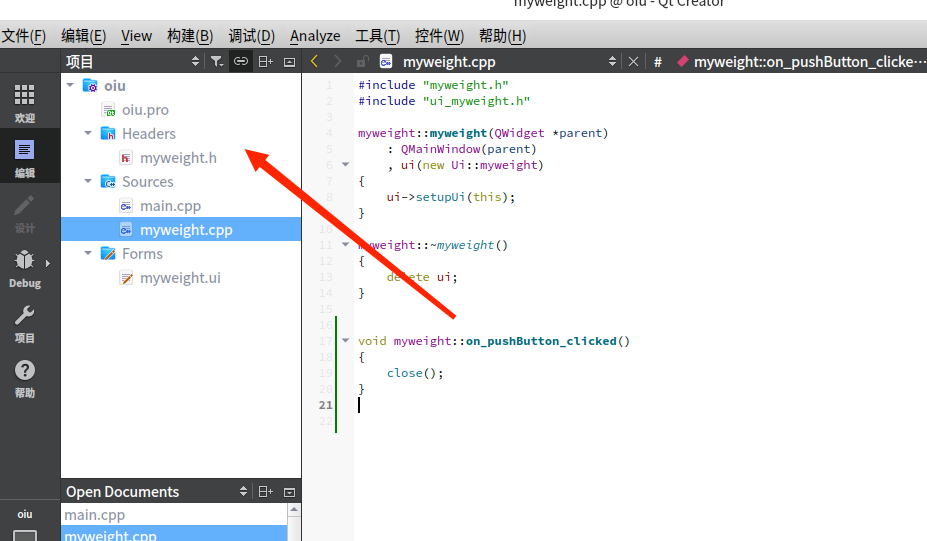 myweight.cpp @ oiu - Qt Creator
文件(F) 编辑(E) View 构建(B) 调试(D) Analyze 工具(T) 控件(W) 帮助(H)
项目
myweight.cpp
# myweight::on_pushButton_clicke⋯
欢迎
编辑
设计
Debug
项目
帮助
oiu
oiu
oiu.pro
Headers
myweight.h
Sources
main.cpp
myweight.cpp
Forms
myweight.ui
Open Documents
main.cpp
myweight.cpp
1 #include "myweight.h"
2 #include "ui_myweight.h"
3
4 myweight::myweight(QWidget *parent)
5 : QMainWindow(parent)
6 , ui(new Ui::myweight)
7 {
8 ui->setupUi(this);
9 }
10
11 myweight::~myweight()
12 {
13 delete ui;
14 }
15
16
17 void myweight::on_pushButton_clicked()
18 {
19 close();
20 }
21
22